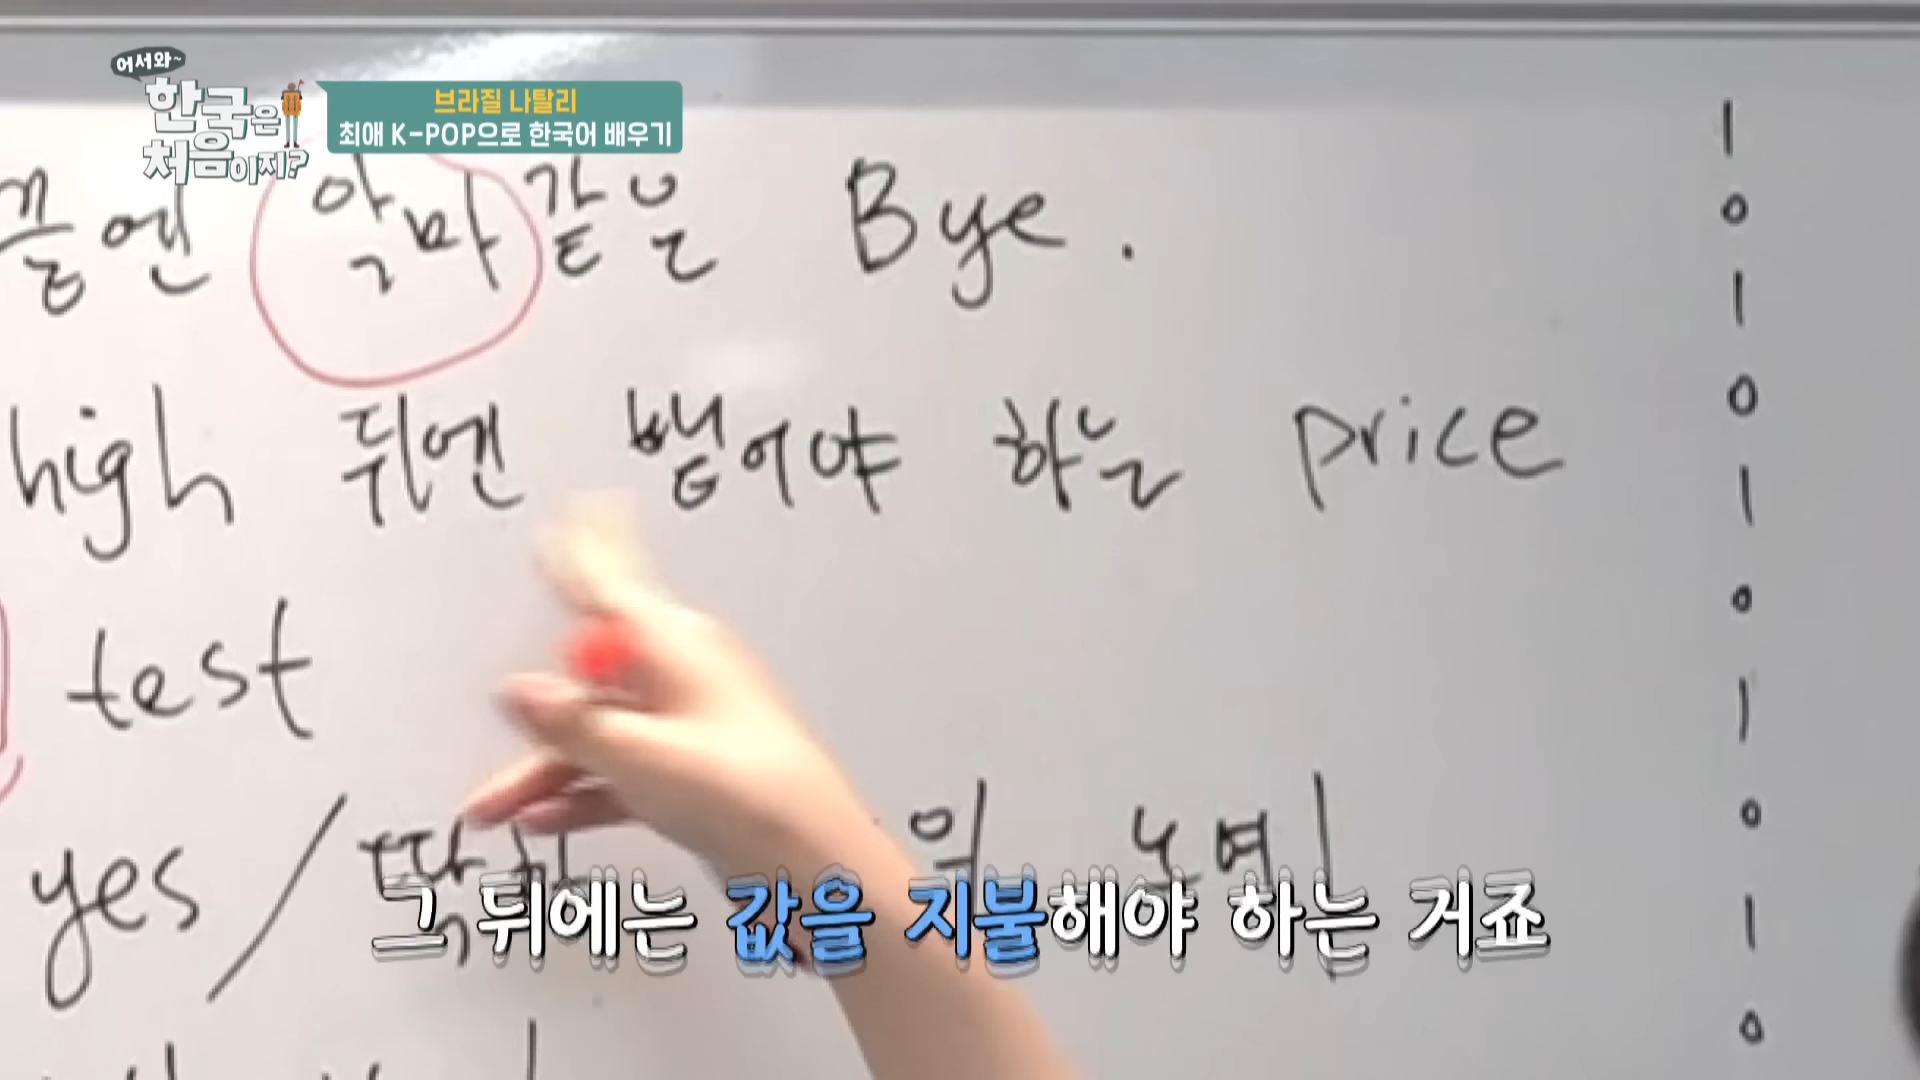 어서와~
한국은
처음이지?
브라질 나탈리
최애 K-POP으로 한국어 배우기
끝엔 악마 같은 Bye.
high 뒤엔 뱉어야 하는 price
test
yes /
그 뒤에는 값을 지불해야 하는 거죠